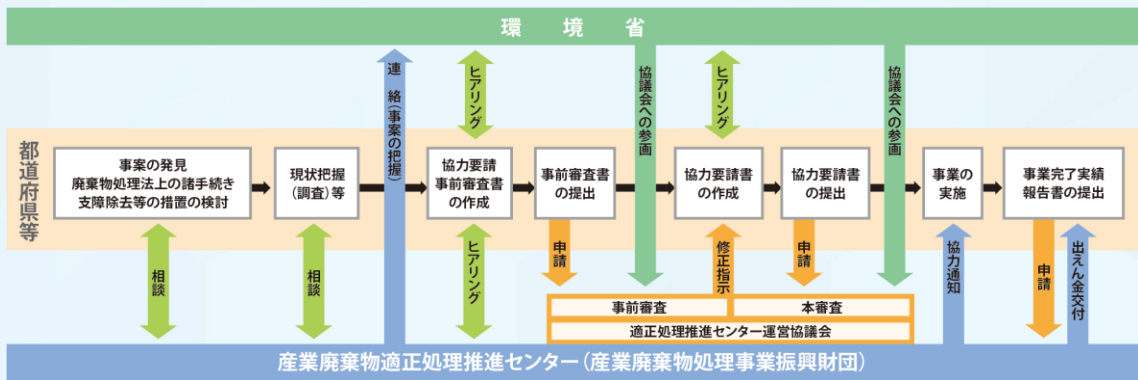 環境省
連絡(事案の把握)
ヒアリング
協議会への参画
ヒアリング
協議会への参画
都道府県等
事案の発見
廃棄物処理法上の諸手続き
支障除去等の措置の検討
現状把握
(調査)等
協力要請
事前審査書
の作成
事前審査書
の提出
協力要請書
の作成
協力要請書
の提出
事業の
実施
事業完了実績
報告書の提出
相談
相談
ヒアリング
申請
修正指示
申請
協力通知
申請
出えん金交付
事前審査
本審査
適正処理推進センター運営協議会
産業廃棄物適正処理推進センター(産業廃棄物処理事業振興財団)